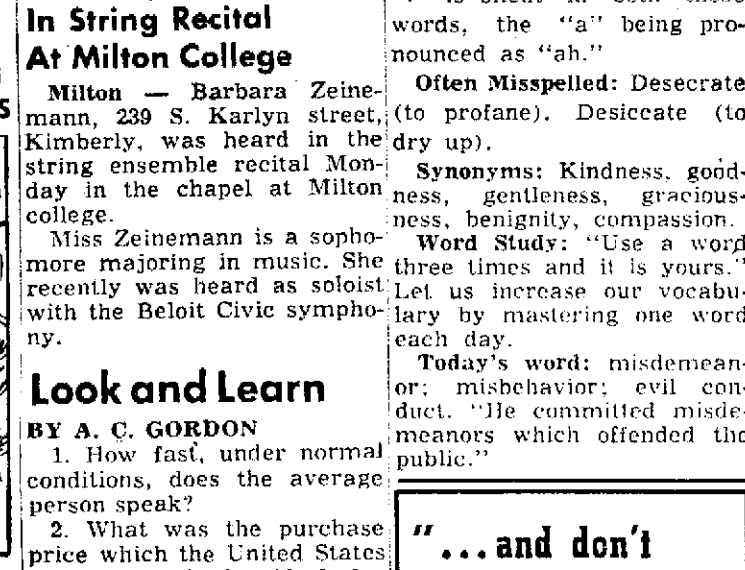 In String Recital
At Milton College
Milton — Barbara Zeine-
mann, 239 S. Karlyn street,
Kimberly, was heard in the
string ensemble recital Mon-
day in the chapel at Milton
college.
Miss Zeinemann is a sopho-
more majoring in music. She
recently was heard as soloist
with the Beloit Civic sympho-
ny.
Look and Learn
BY A. C. GORDON
1. How fast, under normal
conditions, does the average
person speak?
2. What was the purchase
price which the United States
words, the "a" being pro-
nounced as "ah."
Often Misspelled: Desecrate
(to profane). Desiccate (to
dry up).
Synonyms: Kindness, good-
ness, gentleness, gracious-
ness, benignity, compassion.
Word Study: "Use a word
three times and it is yours."
Let us increase our vocabu-
lary by mastering one word
each day.
Today's word: misdemean-
or; misbehavior; evil con-
duct. "He committed misde-
meanors which offended the
public."
"...and don't